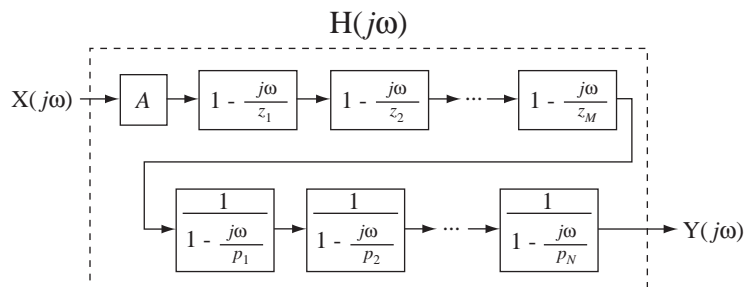 H(jω)
X(jω) A 1 - jω/z₁ 1 - jω/z₂ ... 1 - jω/z_M
1/(1 - jω/p₁) 1/(1 - jω/p₂) ... 1/(1 - jω/p_N) Y(jω)